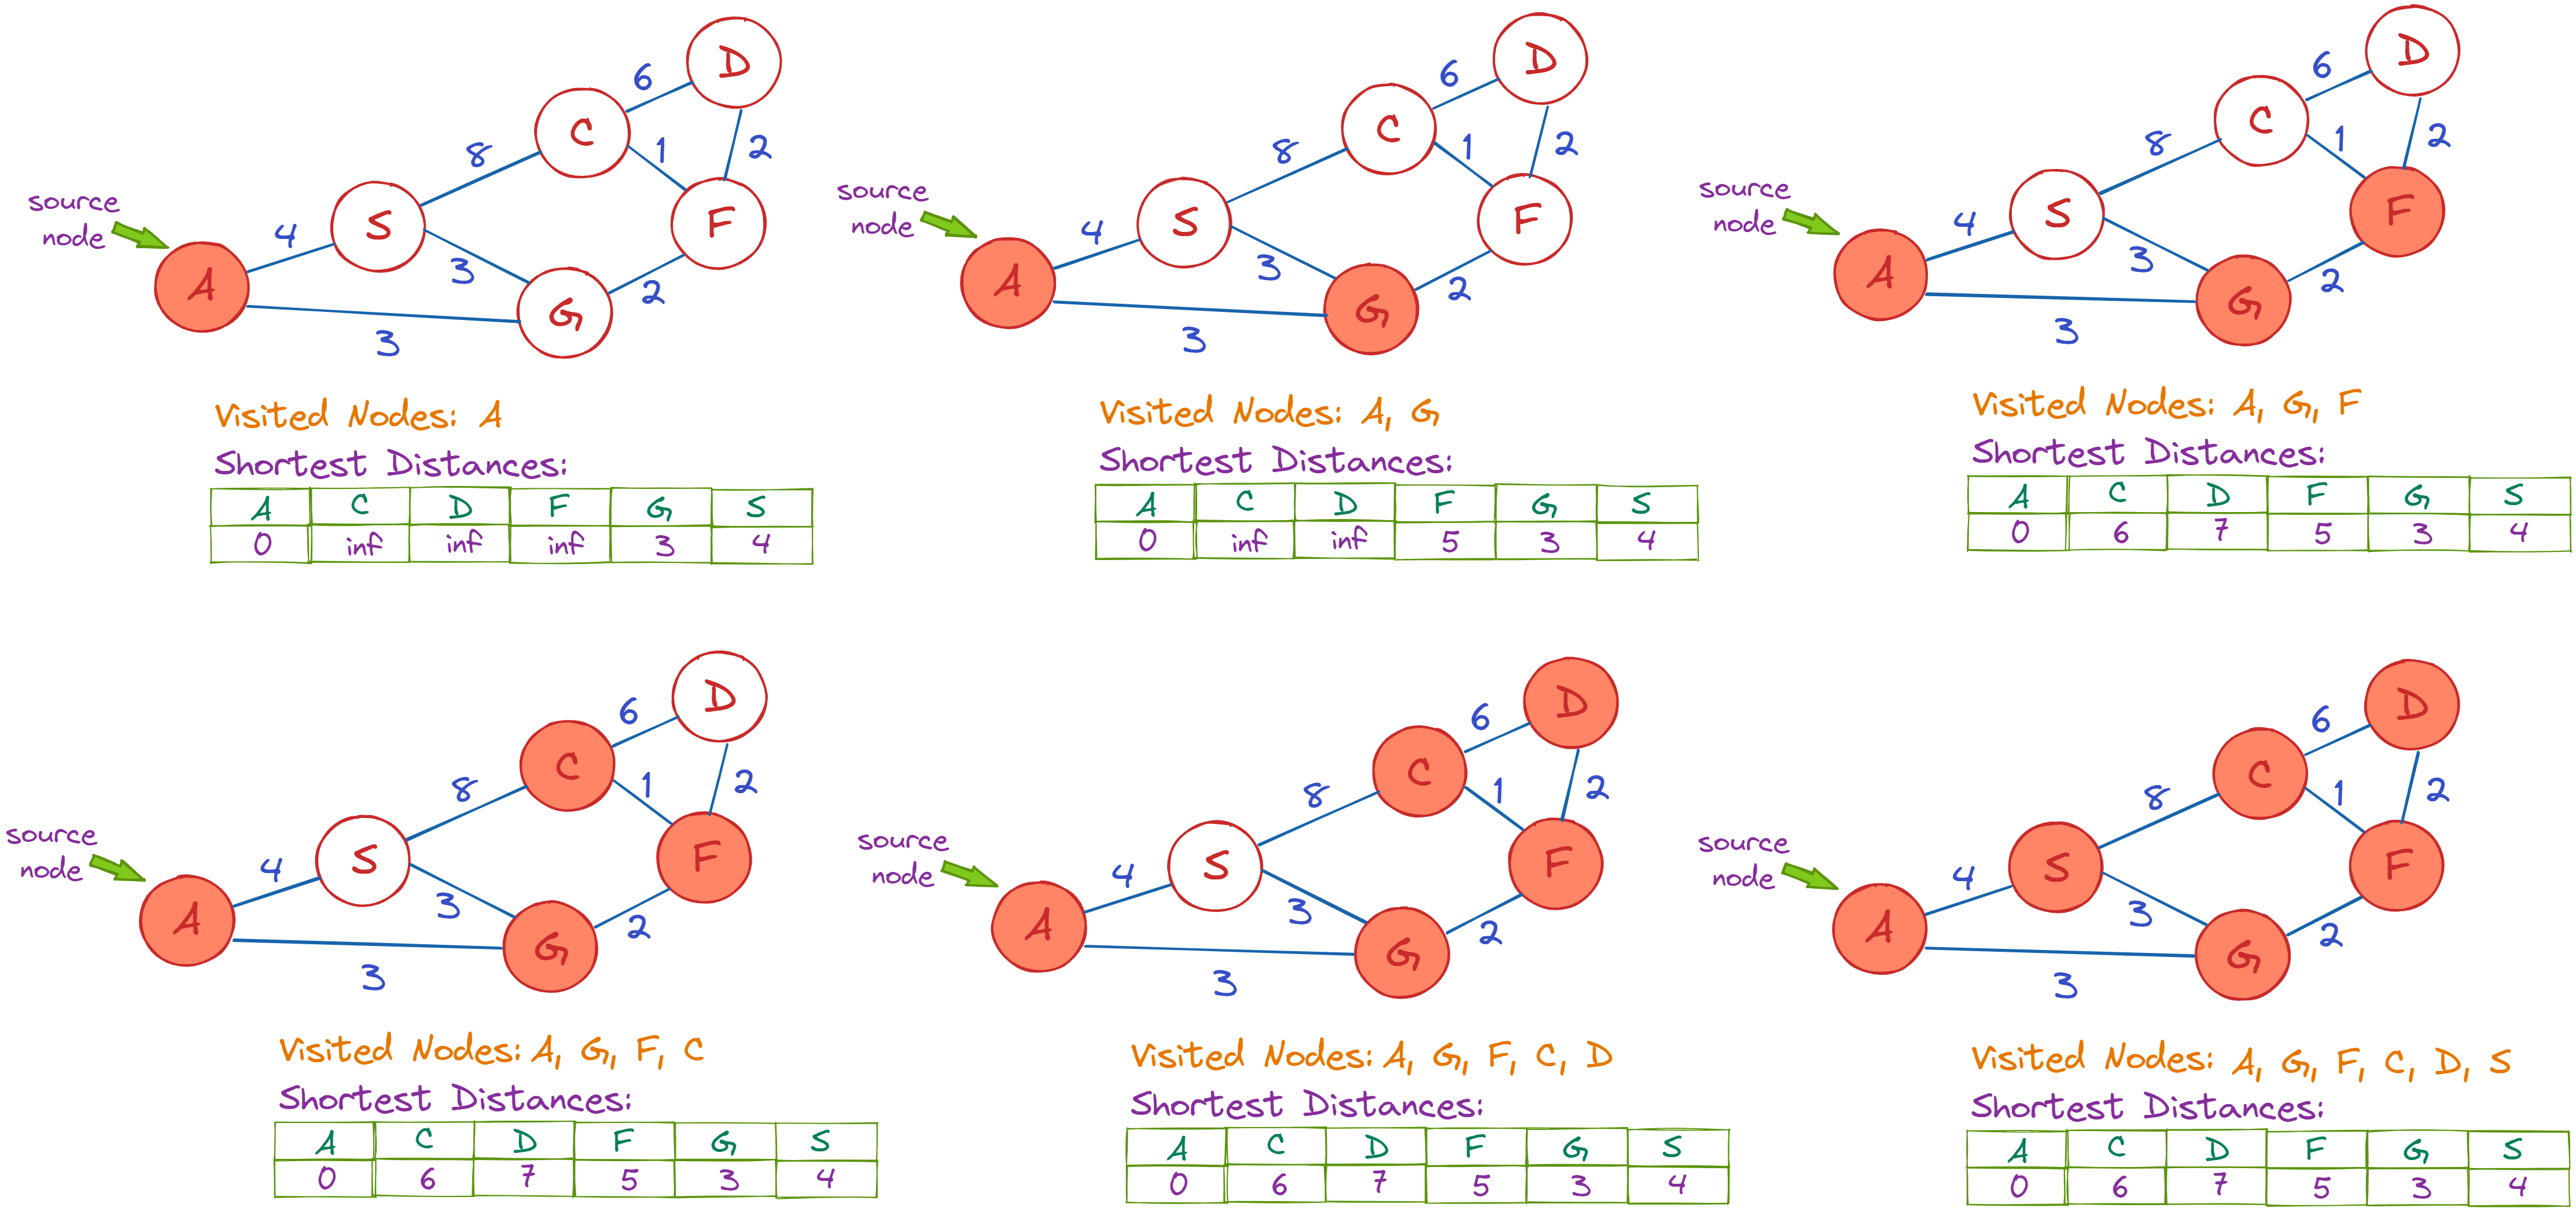 D
6
C
8
1
2
source
node
4
S
F
3
A
G
2
3
Visited Nodes: A
Shortest Distances:
A C D F G S
0 inf inf inf 3 4
D
6
C
8
1
2
source
node
4
S
F
3
A
G
2
3
Visited Nodes: A, G
Shortest Distances:
A C D F G S
0 inf inf 5 3 4
D
6
C
8
1
2
source
node
4
S
F
3
A
G
2
3
Visited Nodes: A, G, F
Shortest Distances:
A C D F G S
0 6 7 5 3 4
D
6
C
8
1
2
source
node
4
S
F
3
A
G
2
3
Visited Nodes: A, G, F, C
Shortest Distances:
A C D F G S
0 6 7 5 3 4
D
6
C
8
1
2
source
node
4
S
F
3
A
G
2
3
Visited Nodes: A, G, F, C, D
Shortest Distances:
A C D F G S
0 6 7 5 3 4
D
6
C
8
1
2
source
node
4
S
F
3
A
G
2
3
Visited Nodes: A, G, F, C, D, S
Shortest Distances:
A C D F G S
0 6 7 5 3 4